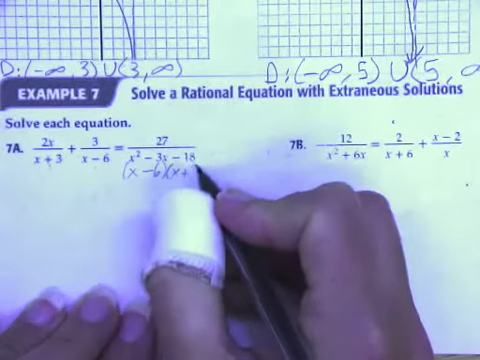 D: (-∞, 3) ∪ (3, ∞)
D: (-∞, 5) ∪ (5, ∞
EXAMPLE 7 Solve a Rational Equation with Extraneous Solutions
Solve each equation.
7A. 2x/(x + 3) + 3/(x − 6) = 27/(x² − 3x − 18)
(x − 6)(x +
7B. −12/(x² + 6x) = 2/(x + 6) + (x − 2)/x